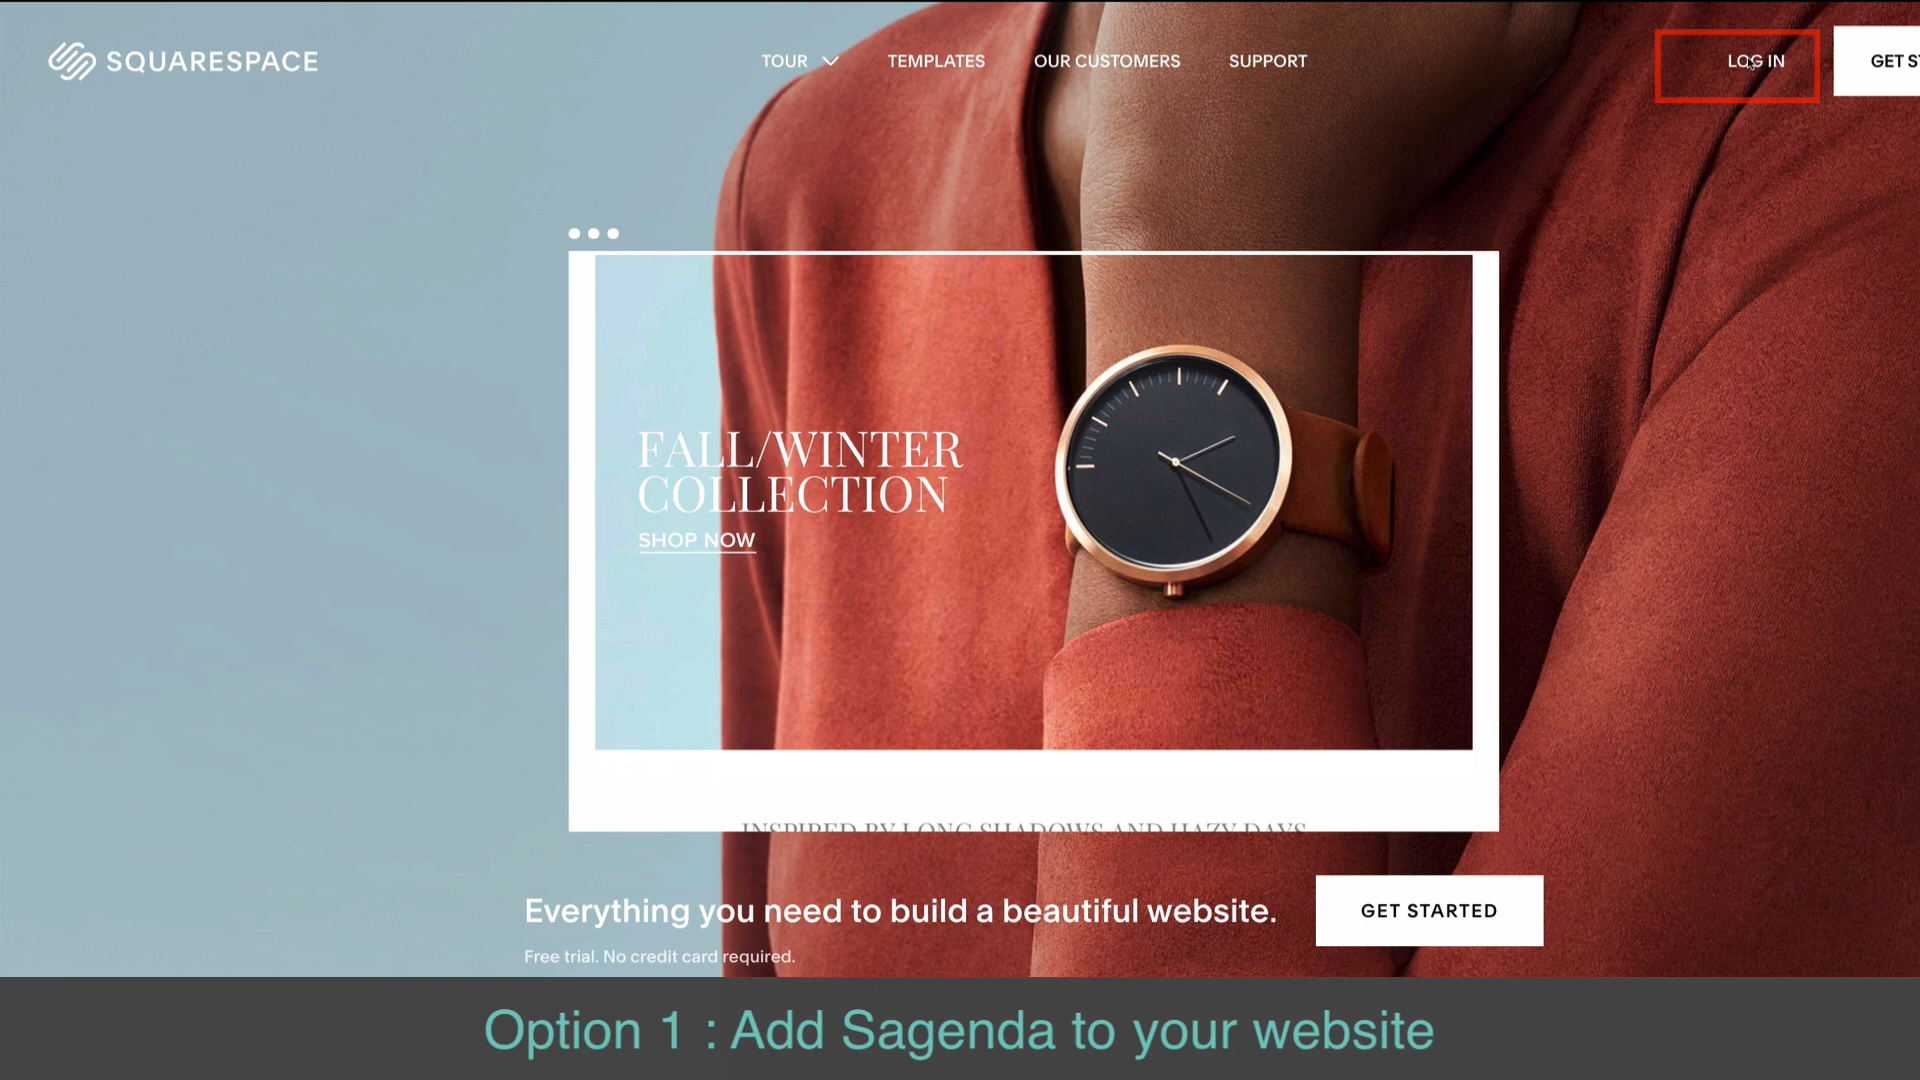 SQUARESPACE
TOUR
TEMPLATES
OUR CUSTOMERS
SUPPORT
LOG IN
GET S
FALL/WINTER
COLLECTION
SHOP NOW
INSPIRED BY LONG SHADOWS AND HAZY DAYS
Everything you need to build a beautiful website.
GET STARTED
Free trial. No credit card required.
Option 1 : Add Sagenda to your website